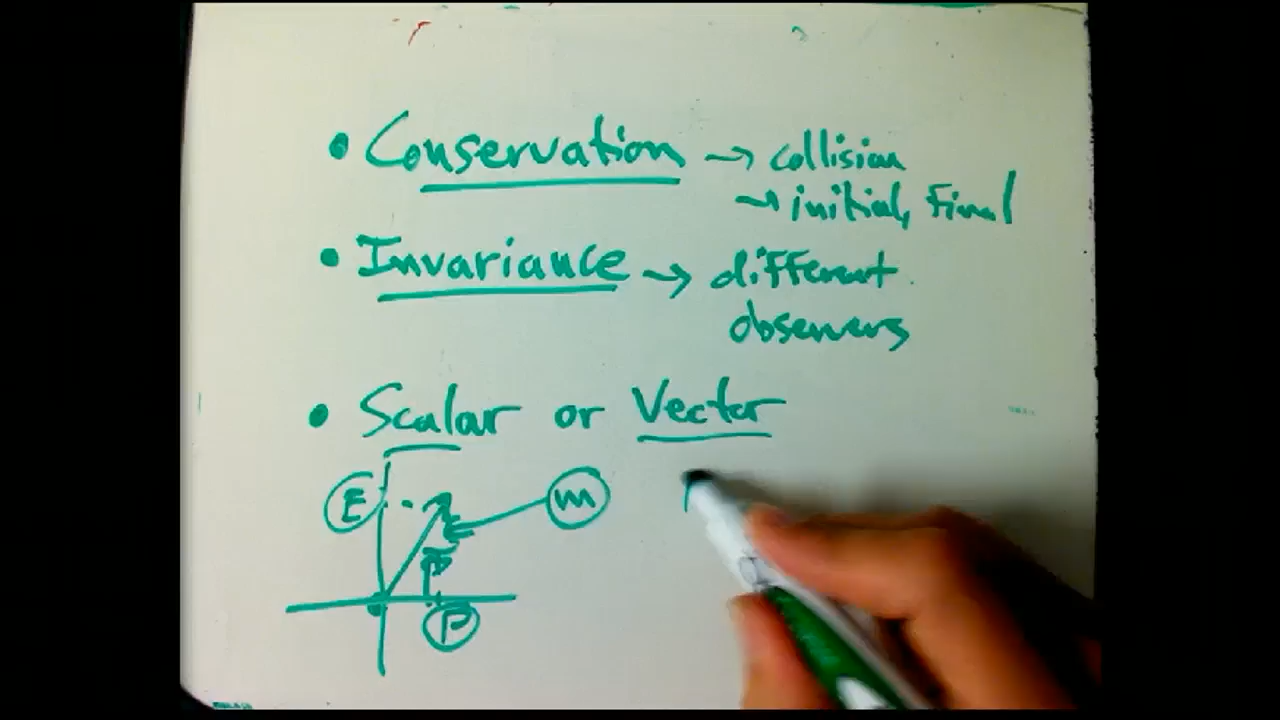 • Conservation → collision
→ initial, Final
• Invariance → different
observers
• Scalar or Vector
E
m
P